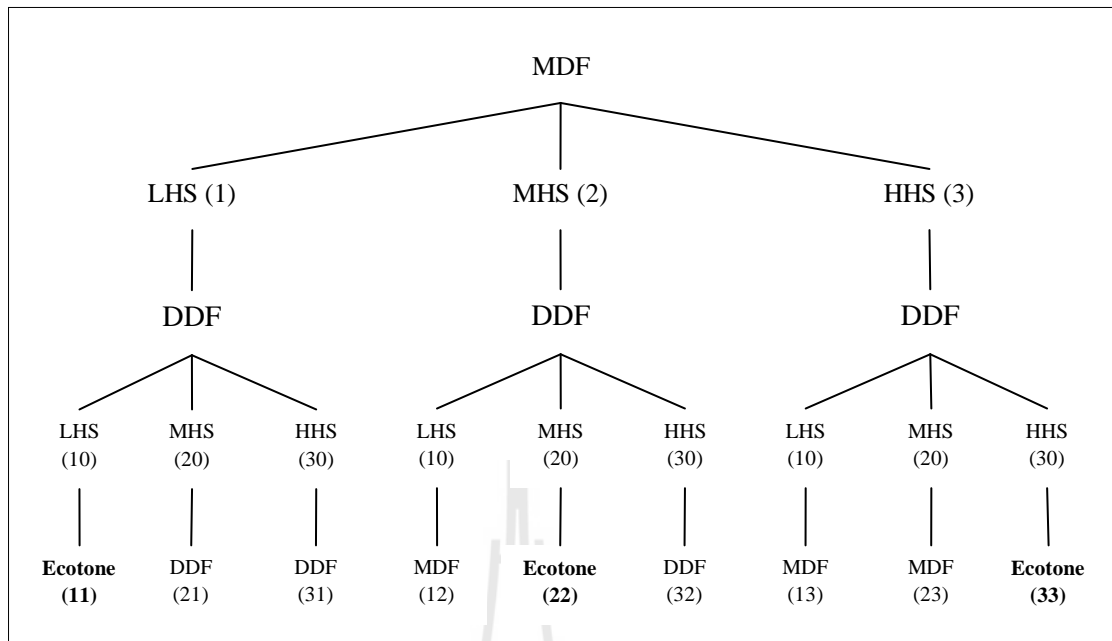 MDF
LHS (1) MHS (2) HHS (3)
DDF DDF DDF
LHS MHS HHS LHS MHS HHS LHS MHS HHS
(10) (20) (30) (10) (20) (30) (10) (20) (30)
Ecotone DDF DDF MDF Ecotone DDF MDF MDF Ecotone
(11) (21) (31) (12) (22) (32) (13) (23) (33)